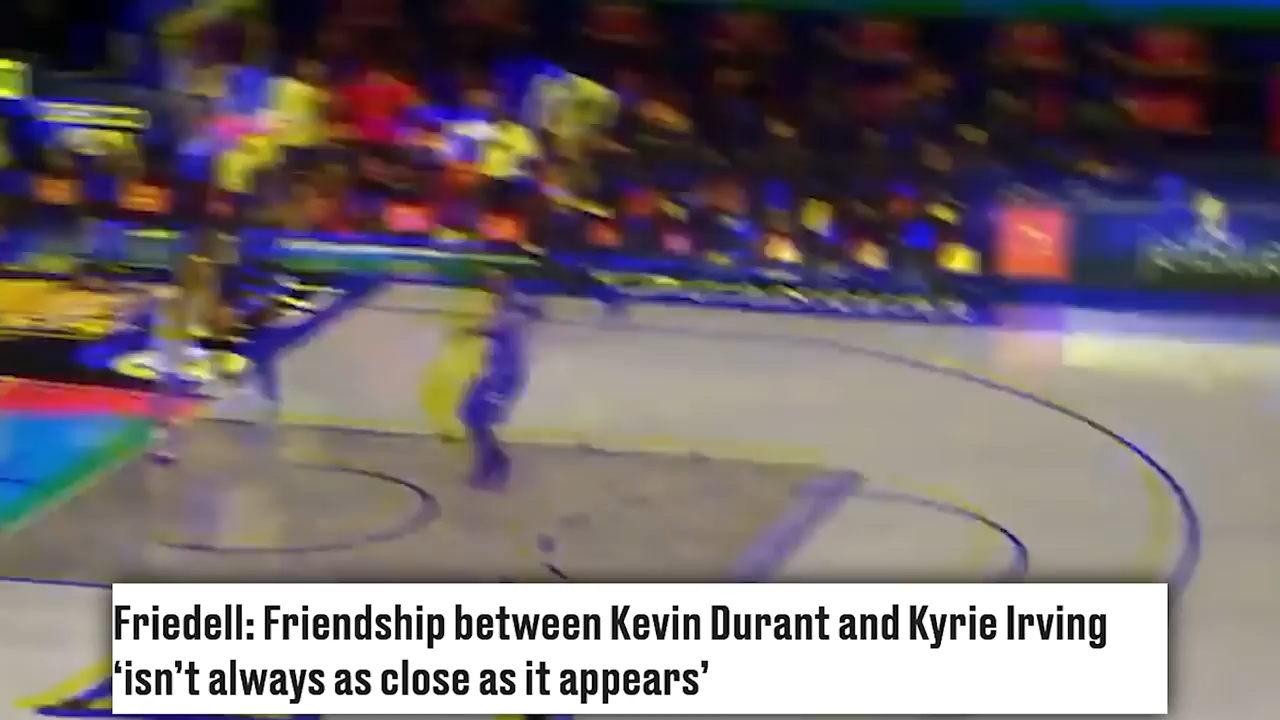 Friedell: Friendship between Kevin Durant and Kyrie Irving
‘isn’t always as close as it appears’